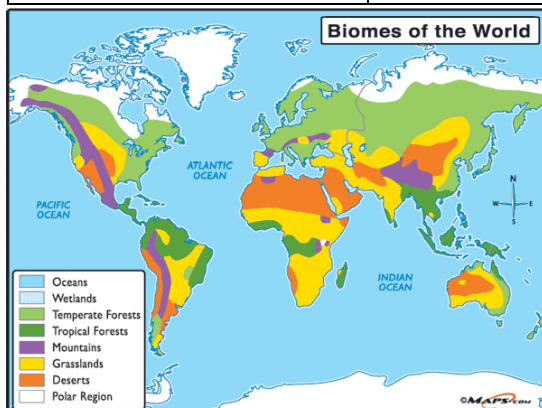 Biomes of the World
ATLANTIC
OCEAN
PACIFIC
OCEAN
N
W E
S
INDIAN
OCEAN
Oceans
Wetlands
Temperate Forests
Tropical Forests
Mountains
Grasslands
Deserts
Polar Region
©MAPS.com